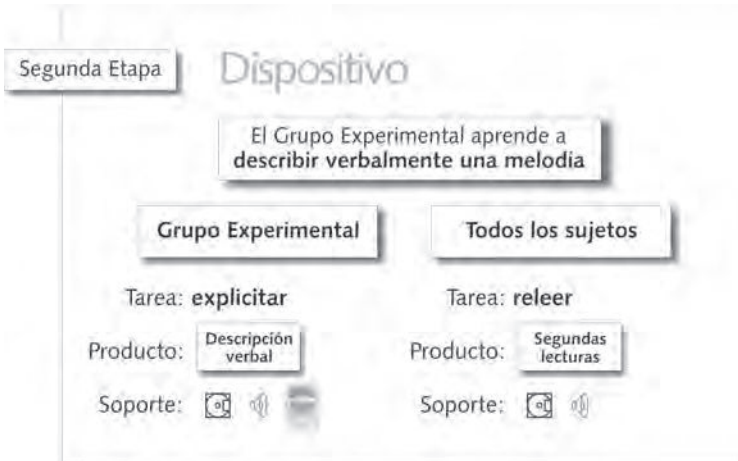 Segunda Etapa
Dispositivo
El Grupo Experimental aprende a
describir verbalmente una melodía
Grupo Experimental
Todos los sujetos
Tarea: explicitar
Tarea: releer
Producto: Descripción
verbal
Producto: Segundas
lecturas
Soporte:
Soporte: